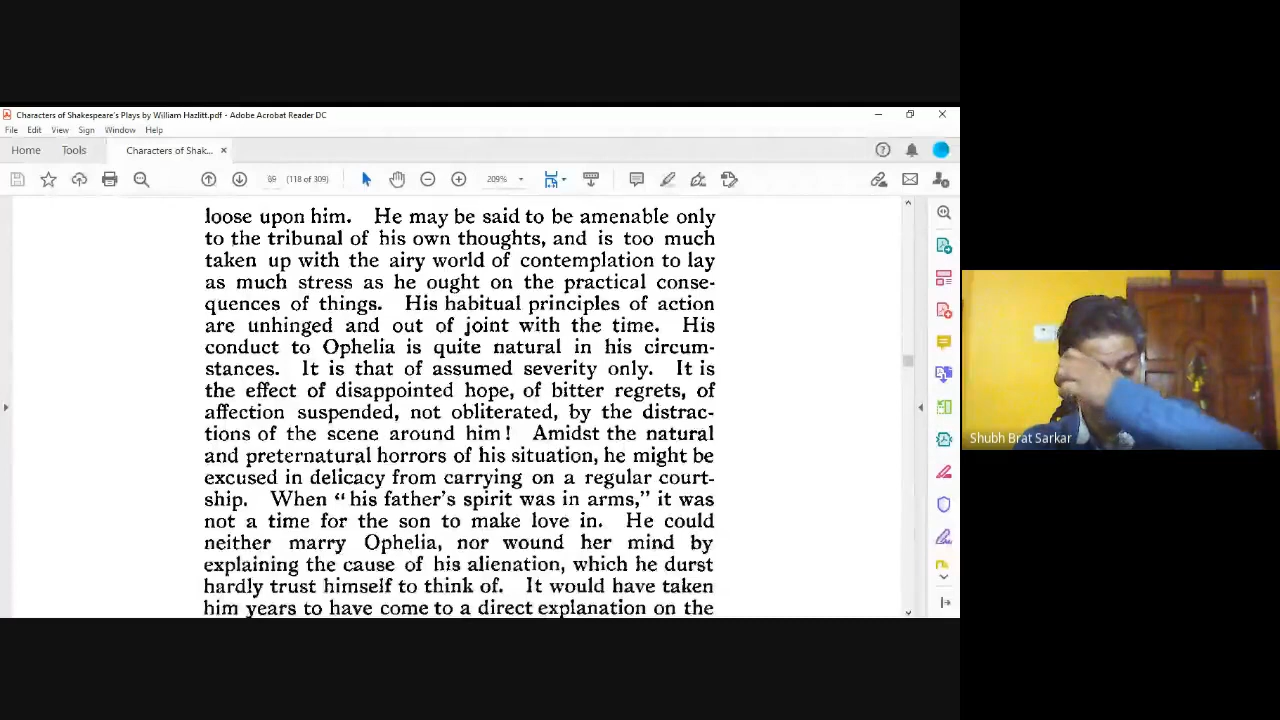 Characters of Shakespeare's Plays by William Hazlitt.pdf - Adobe Acrobat Reader DC
File Edit View Sign Window Help
Home Tools Characters of Shak... ×
89 (118 of 309) 209%
loose upon him. He may be said to be amenable only
to the tribunal of his own thoughts, and is too much
taken up with the airy world of contemplation to lay
as much stress as he ought on the practical conse-
quences of things. His habitual principles of action
are unhinged and out of joint with the time. His
conduct to Ophelia is quite natural in his circum-
stances. It is that of assumed severity only. It is
the effect of disappointed hope, of bitter regrets, of
affection suspended, not obliterated, by the distrac-
tions of the scene around him! Amidst the natural
and preternatural horrors of his situation, he might be
excused in delicacy from carrying on a regular court-
ship. When “his father's spirit was in arms,” it was
not a time for the son to make love in. He could
neither marry Ophelia, nor wound her mind by
explaining the cause of his alienation, which he durst
hardly trust himself to think of. It would have taken
him years to have come to a direct explanation on the
Shubh Brat Sarkar